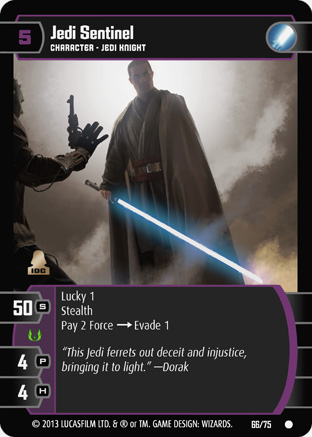 5
Jedi Sentinel
CHARACTER - JEDI KNIGHT
IDC
50 S
Lucky 1
Stealth
Pay 2 Force → Evade 1
4 P
“This Jedi ferrets out deceit and injustice,
bringing it to light.” —Dorak
4 H
© 2013 LUCASFILM LTD. & ® or TM. GAME DESIGN: WIZARDS. 66/75